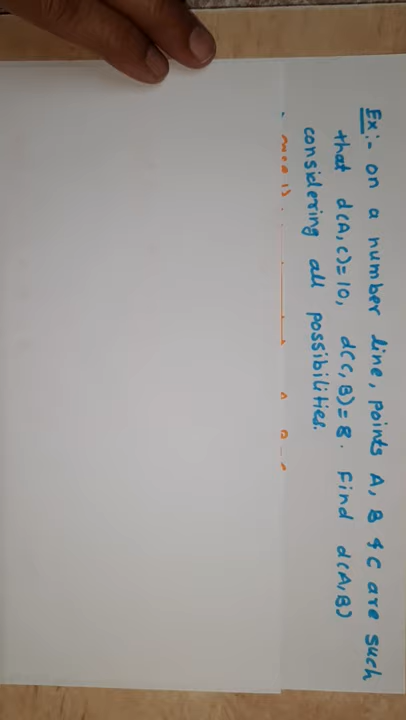 Ex:- on a number line, points A, B & C are such
that d(A,C)=10, d(C,B)=8. Find d(A,B)
considering all possibilities.